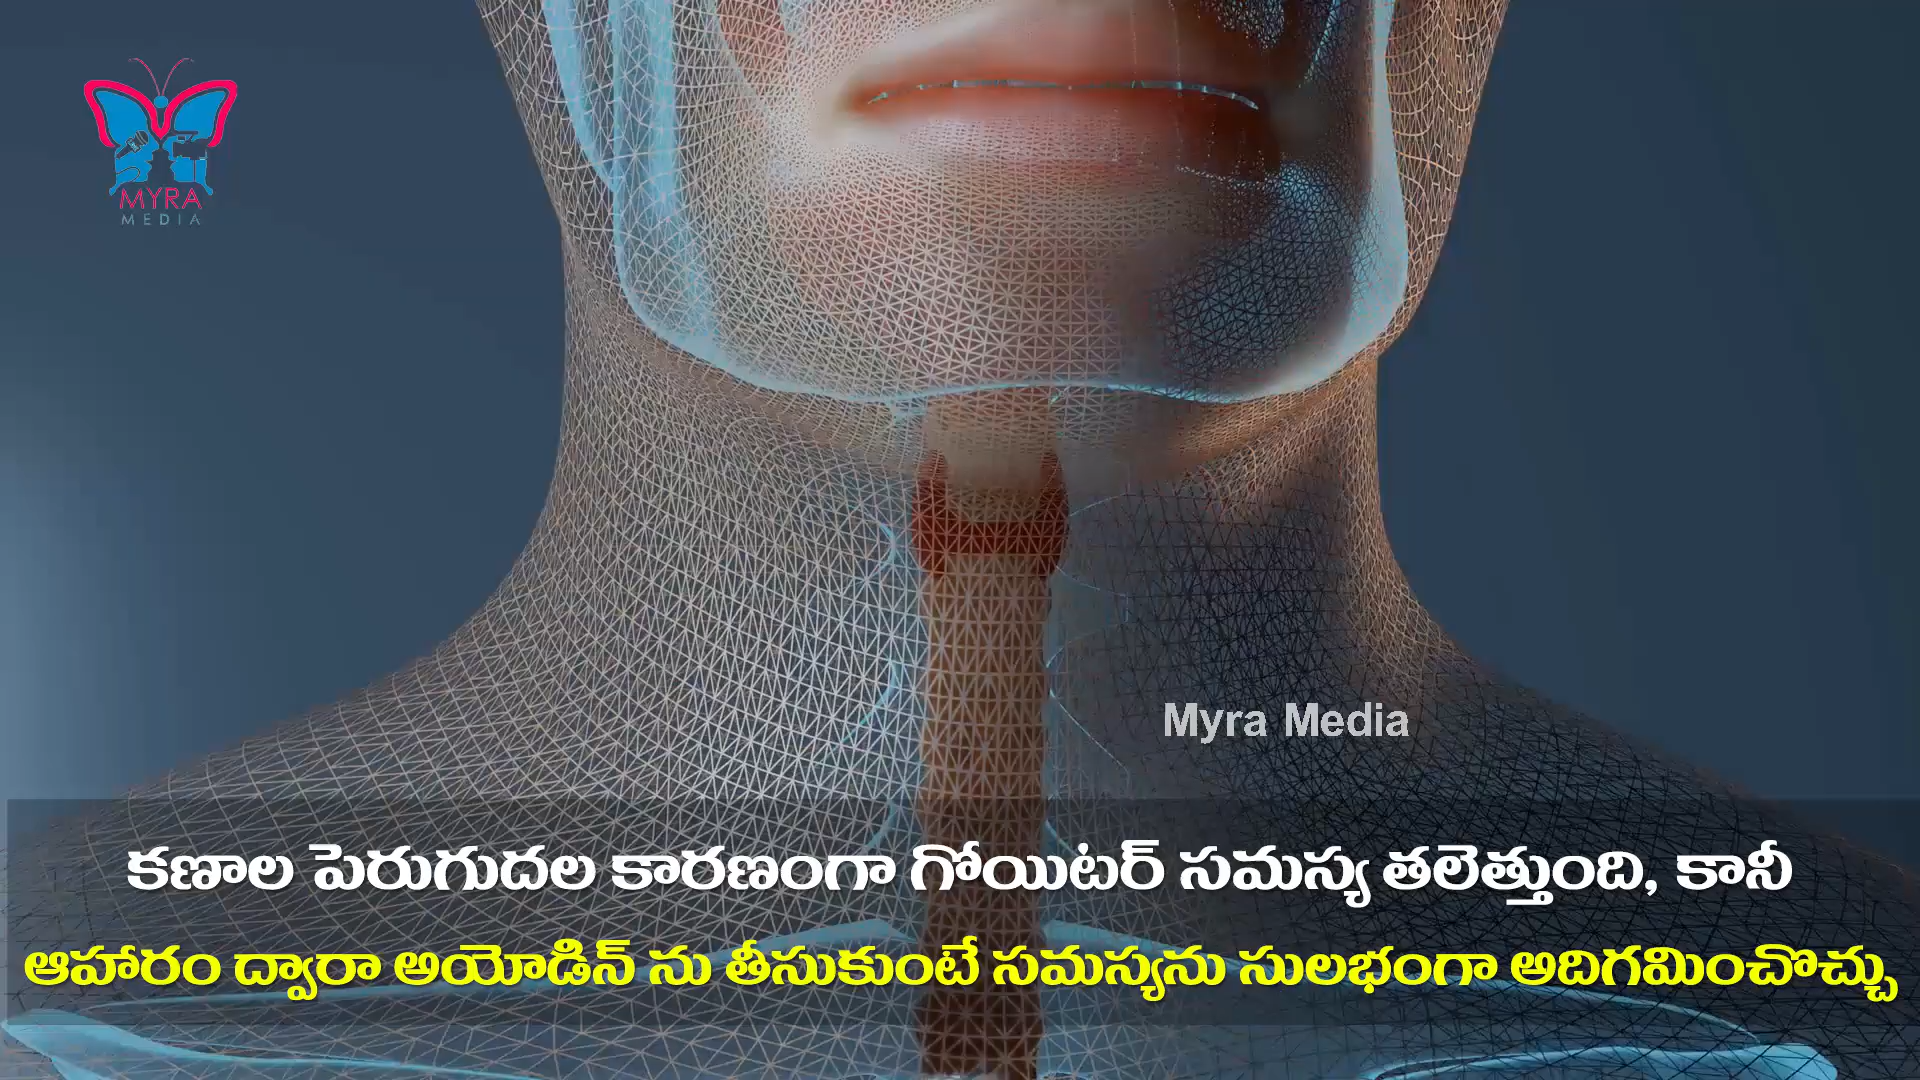 MYRA
MEDIA
Myra Media
కణాల పెరుగుదల కారణంగా గోయిటర్ సమస్య తలెత్తుంది, కానీ
ఆహారం ద్వారా అయోడిన్ ను తీసుకుంటే సమస్యను సులభంగా అదిగమించొచ్చు